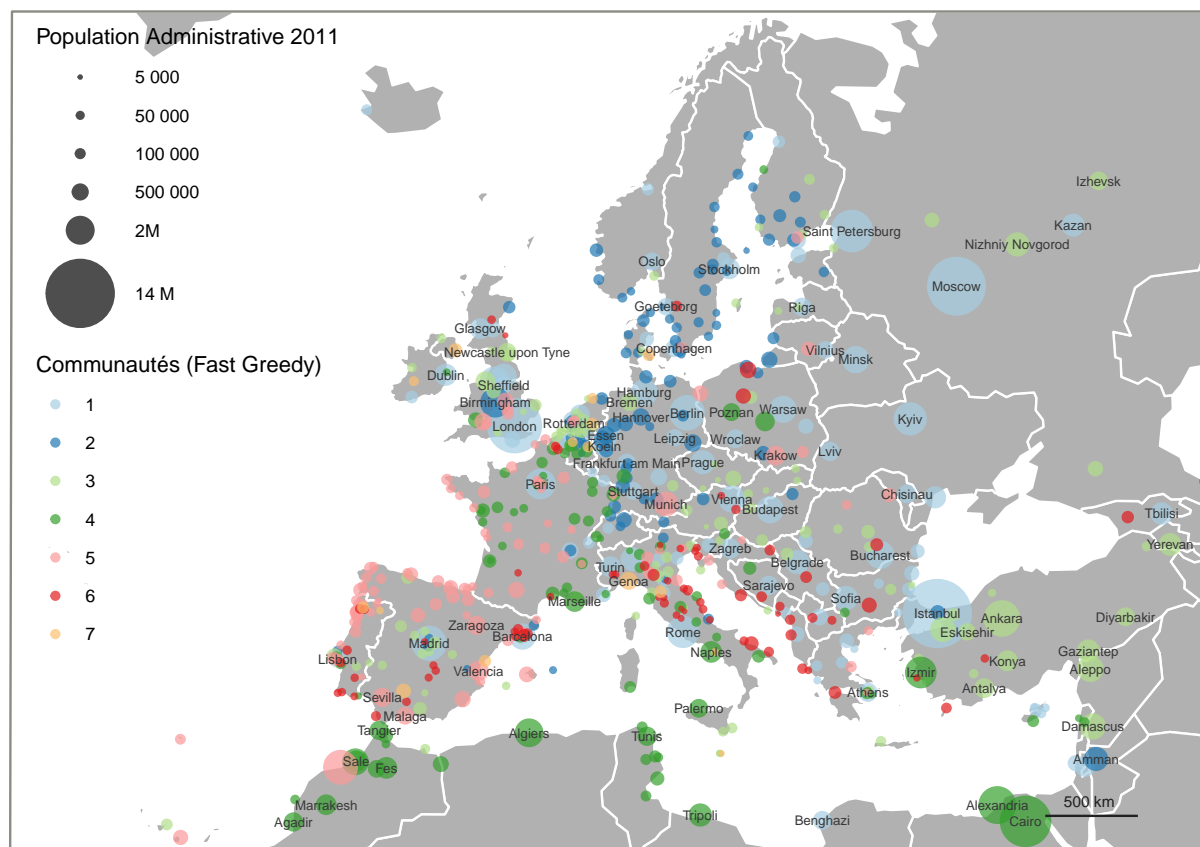 Population Administrative 2011
5 000
50 000
100 000
500 000
2M
14 M
Communautés (Fast Greedy)
1
2
3
4
5
6
7
Izhevsk
Kazan
Nizhniy Novgorod
Saint Petersburg
Moscow
Oslo
Stockholm
Goeteborg
Riga
Glasgow
Newcastle upon Tyne
Copenhagen
Vilnius
Minsk
Dublin
Sheffield
Birmingham
London
Hamburg
Bremen
Hannover
Berlin
Poznan
Warsaw
Kyiv
Rotterdam
Essen
Koeln
Leipzig
Wroclaw
Krakow
Lviv
Frankfurt am Main
Prague
Paris
Stuttgart
Munich
Vienna
Budapest
Chisinau
Tbilisi
Yerevan
Turin
Genoa
Zagreb
Belgrade
Bucharest
Sarajevo
Marseille
Sofia
Istanbul
Ankara
Eskisehir
Diyarbakir
Zaragoza
Barcelona
Madrid
Rome
Naples
Lisbon
Valencia
Gaziantep
Aleppo
Konya
Izmir
Antalya
Athens
Sevilla
Malaga
Tangier
Palermo
Algiers
Tunis
Damascus
Amman
Sale
Fes
Marrakesh
Agadir
Tripoli
Benghazi
Alexandria
Cairo
500 km